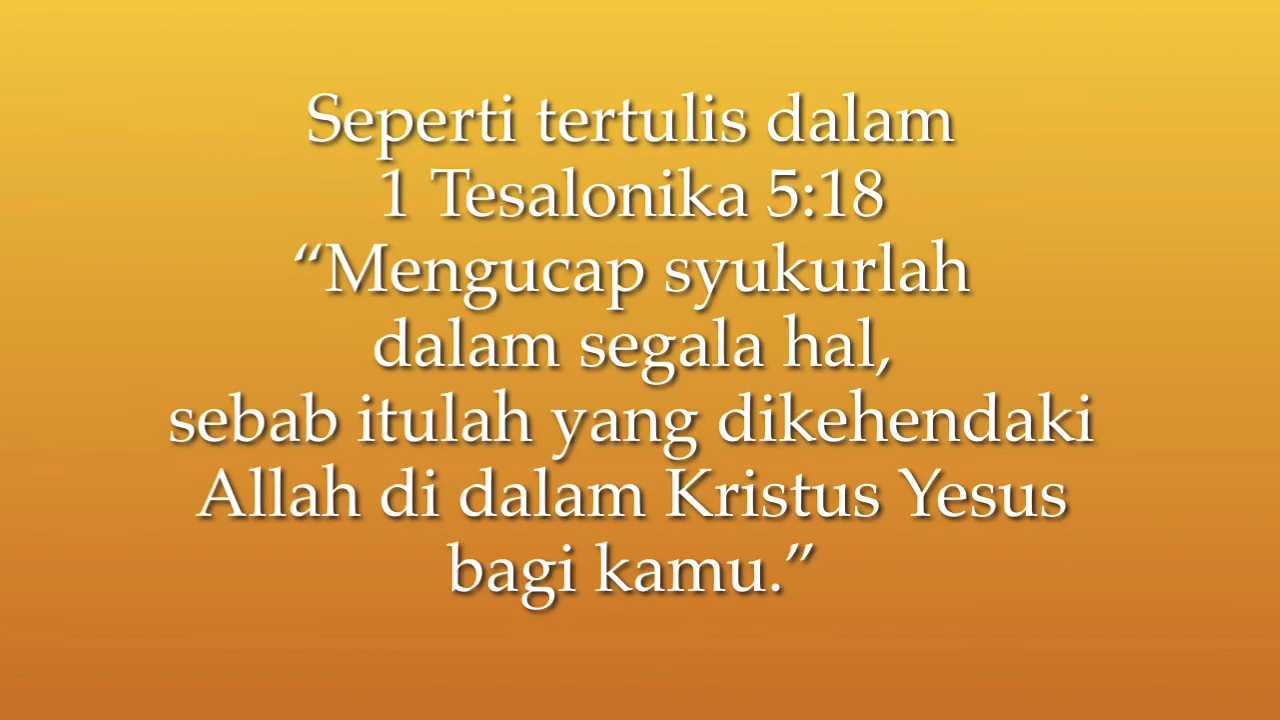 Seperti tertulis dalam
1 Tesalonika 5:18
“Mengucap syukurlah
dalam segala hal,
sebab itulah yang dikehendaki
Allah di dalam Kristus Yesus
bagi kamu.”